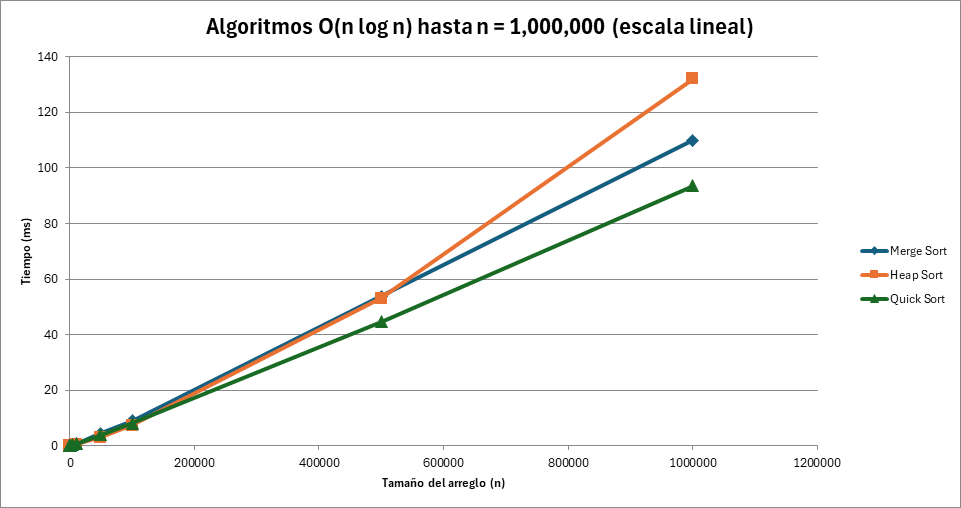 Algoritmos O(n log n) hasta n = 1,000,000 (escala lineal)
140
120
100
80
60
40
20
0
0 200000 400000 600000 800000 1000000 1200000
Tiempo (ms)
Tamaño del arreglo (n)
Merge Sort
Heap Sort
Quick Sort